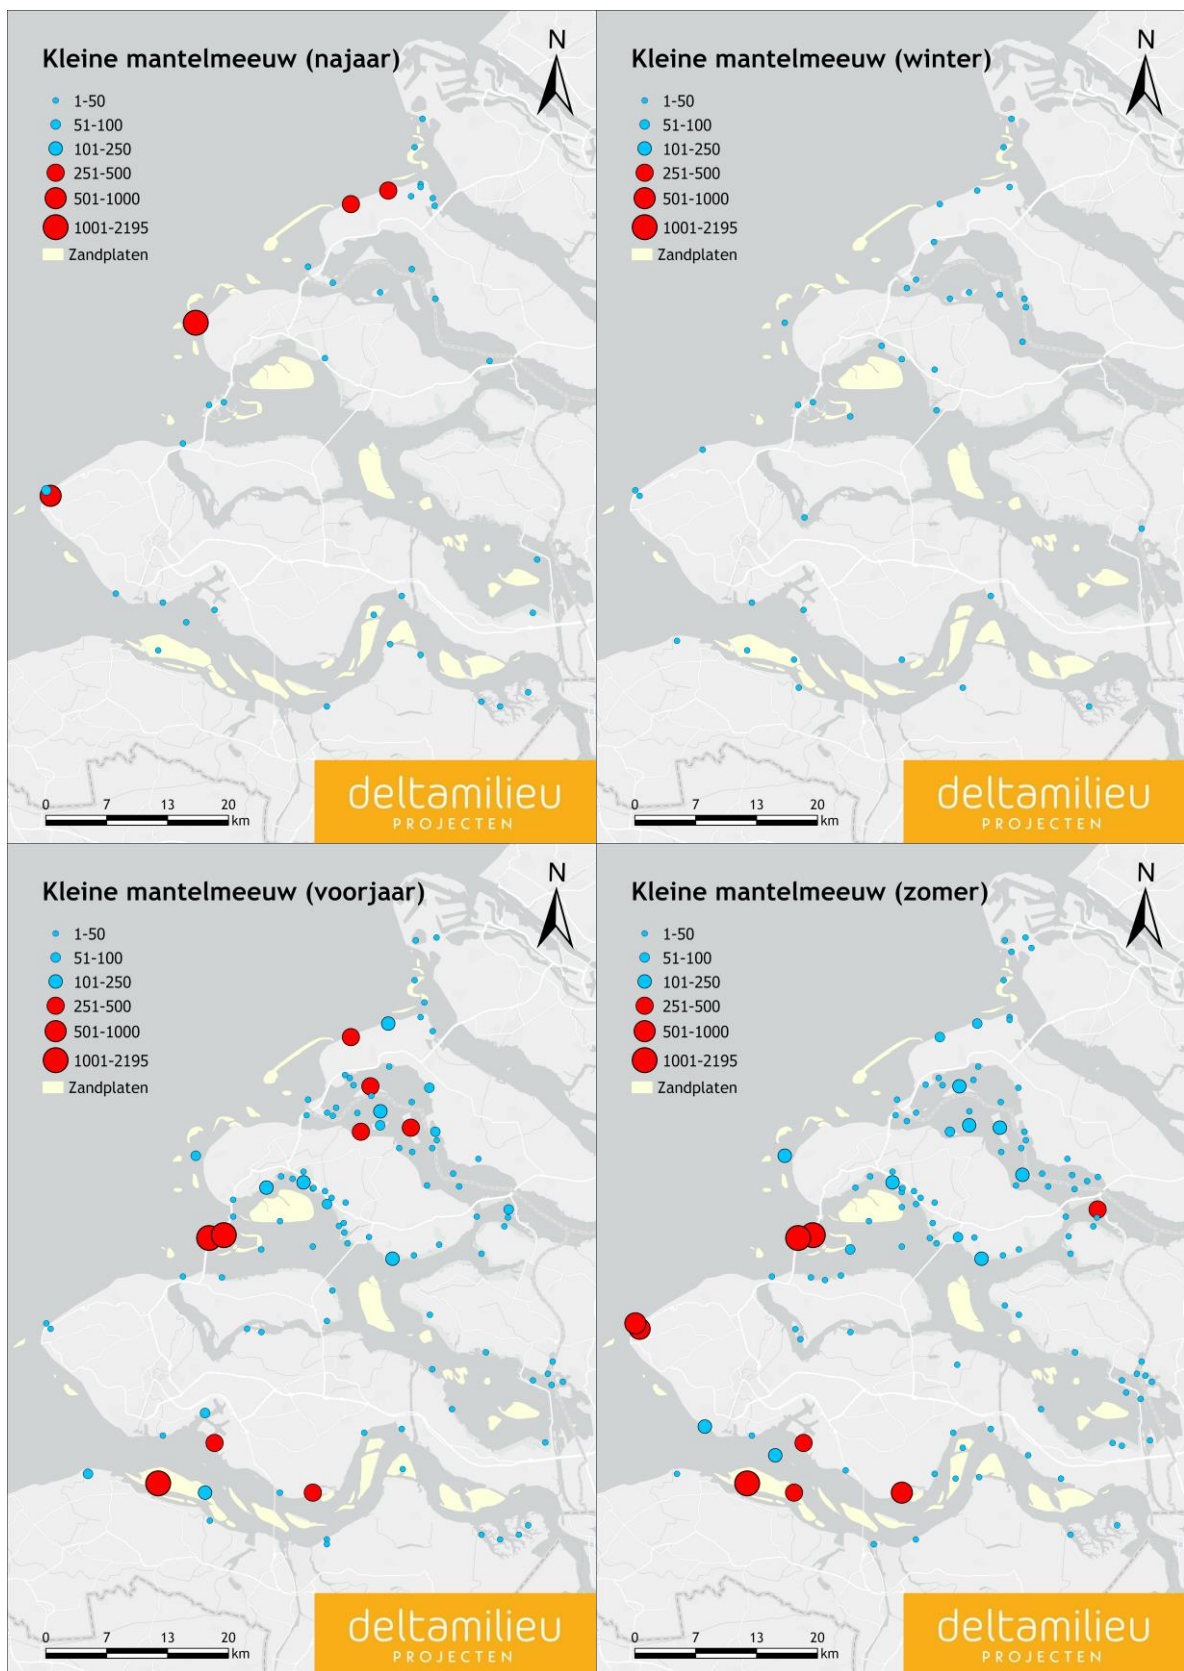 Kleine mantelmeeuw (najaar)
N
1-50
51-100
101-250
251-500
501-1000
1001-2195
Zandplaten
0 7 13 20
km
deltamilieu
PROJECTEN
Kleine mantelmeeuw (winter)
N
1-50
51-100
101-250
251-500
501-1000
1001-2195
Zandplaten
0 7 13 20
km
deltamilieu
PROJECTEN
Kleine mantelmeeuw (voorjaar)
N
1-50
51-100
101-250
251-500
501-1000
1001-2195
Zandplaten
0 7 13 20
km
deltamilieu
PROJECTEN
Kleine mantelmeeuw (zomer)
N
1-50
51-100
101-250
251-500
501-1000
1001-2195
Zandplaten
0 7 13 20
km
deltamilieu
PROJECTEN